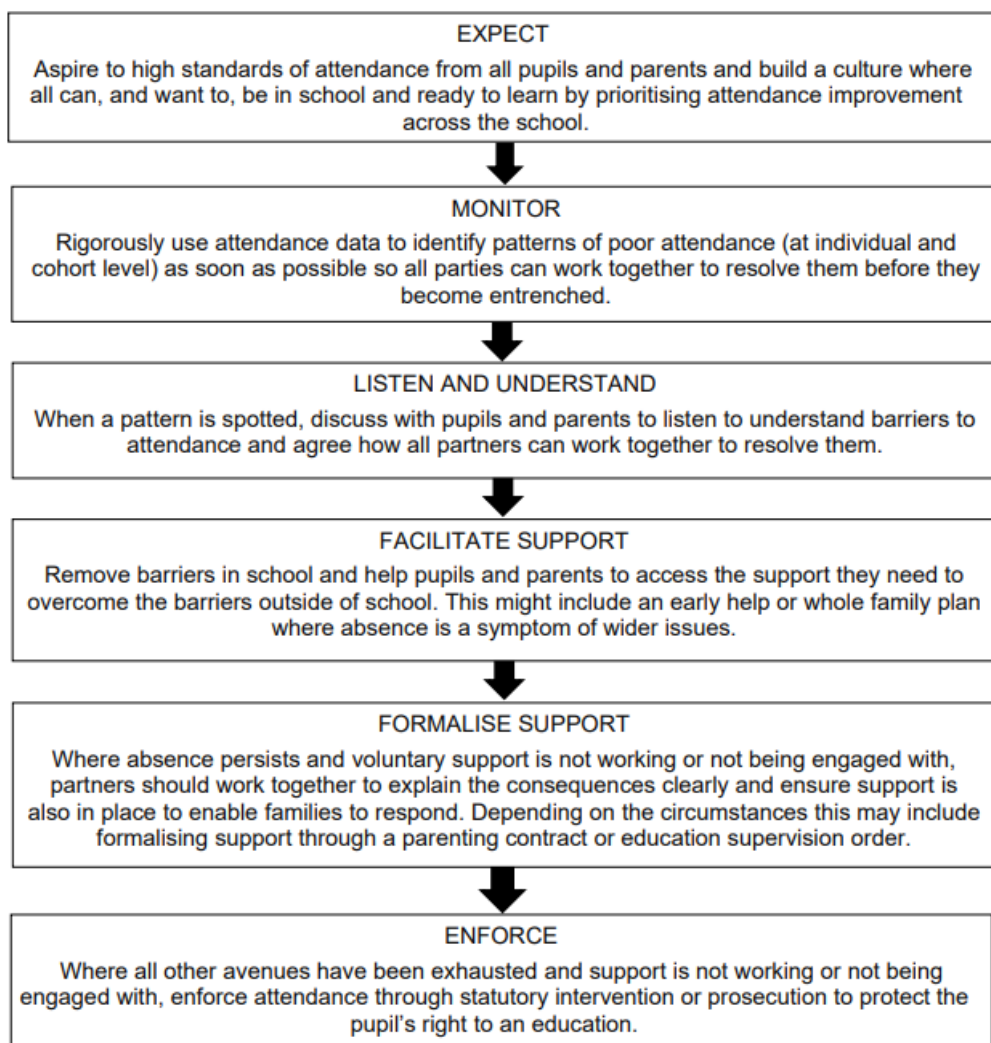 EXPECT
Aspire to high standards of attendance from all pupils and parents and build a culture where
all can, and want to, be in school and ready to learn by prioritising attendance improvement
across the school.
MONITOR
Rigorously use attendance data to identify patterns of poor attendance (at individual and
cohort level) as soon as possible so all parties can work together to resolve them before they
become entrenched.
LISTEN AND UNDERSTAND
When a pattern is spotted, discuss with pupils and parents to listen to understand barriers to
attendance and agree how all partners can work together to resolve them.
FACILITATE SUPPORT
Remove barriers in school and help pupils and parents to access the support they need to
overcome the barriers outside of school. This might include an early help or whole family plan
where absence is a symptom of wider issues.
FORMALISE SUPPORT
Where absence persists and voluntary support is not working or not being engaged with,
partners should work together to explain the consequences clearly and ensure support is
also in place to enable families to respond. Depending on the circumstances this may include
formalising support through a parenting contract or education supervision order.
ENFORCE
Where all other avenues have been exhausted and support is not working or not being
engaged with, enforce attendance through statutory intervention or prosecution to protect the
pupil's right to an education.